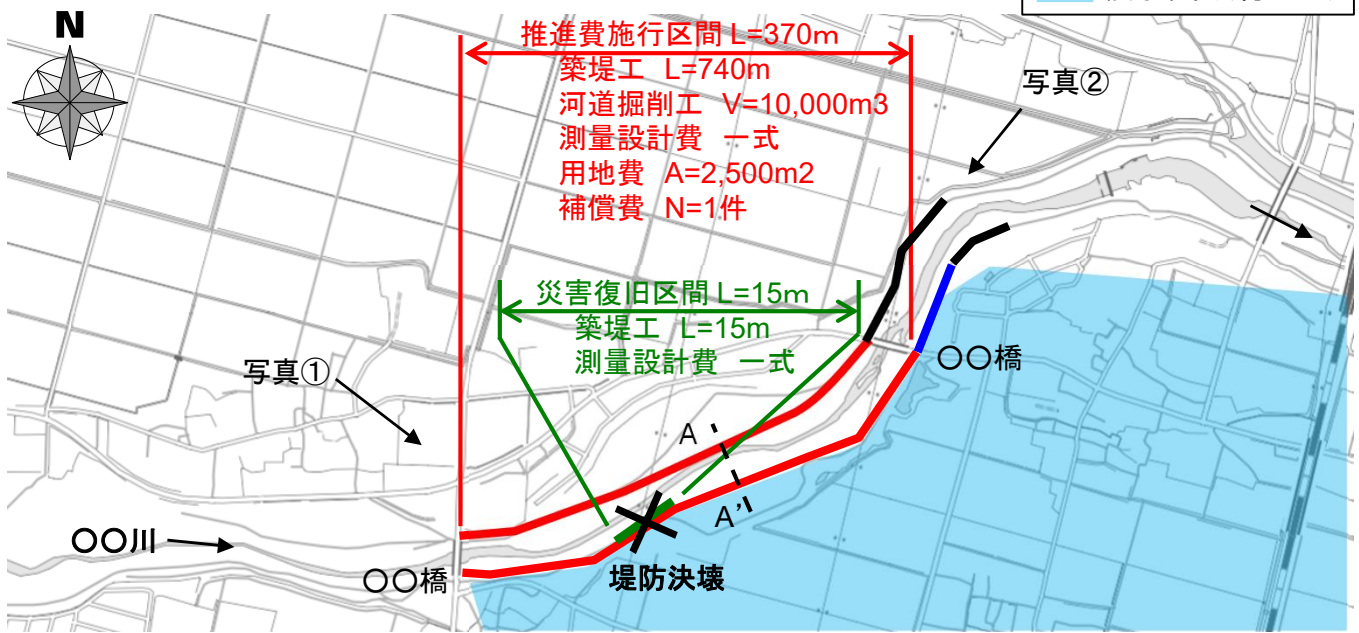 N
推進費施行区間 L=370m
築堤工 L=740m
河道掘削工 V=10,000m3
測量設計費 一式
用地費 A=2,500m2
補償費 N=1件
写真②
災害復旧区間 L=15m
築堤工 L=15m
測量設計費 一式
写真①
〇〇橋
A
A'
〇〇川
〇〇橋
堤防決壊